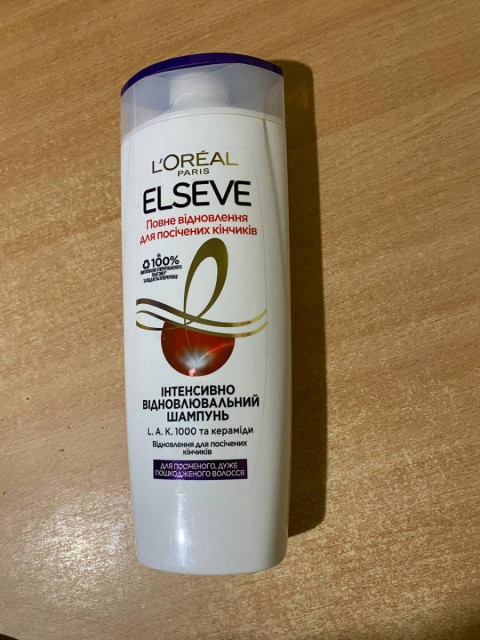 L'ORÉAL
PARIS
ELSEVE
Повне відновлення
для посічених кінчиків
100%
ІНТЕНСИВНО
ВІДНОВЛЮВАЛЬНИЙ
ШАМПУНЬ
L. A. K. 1000 та кераміди
Відновлення для посічених
кінчиків
ДЛЯ ПОСІЧЕНОГО, ДУЖЕ
ПОШКОДЖЕНОГО ВОЛОССЯ